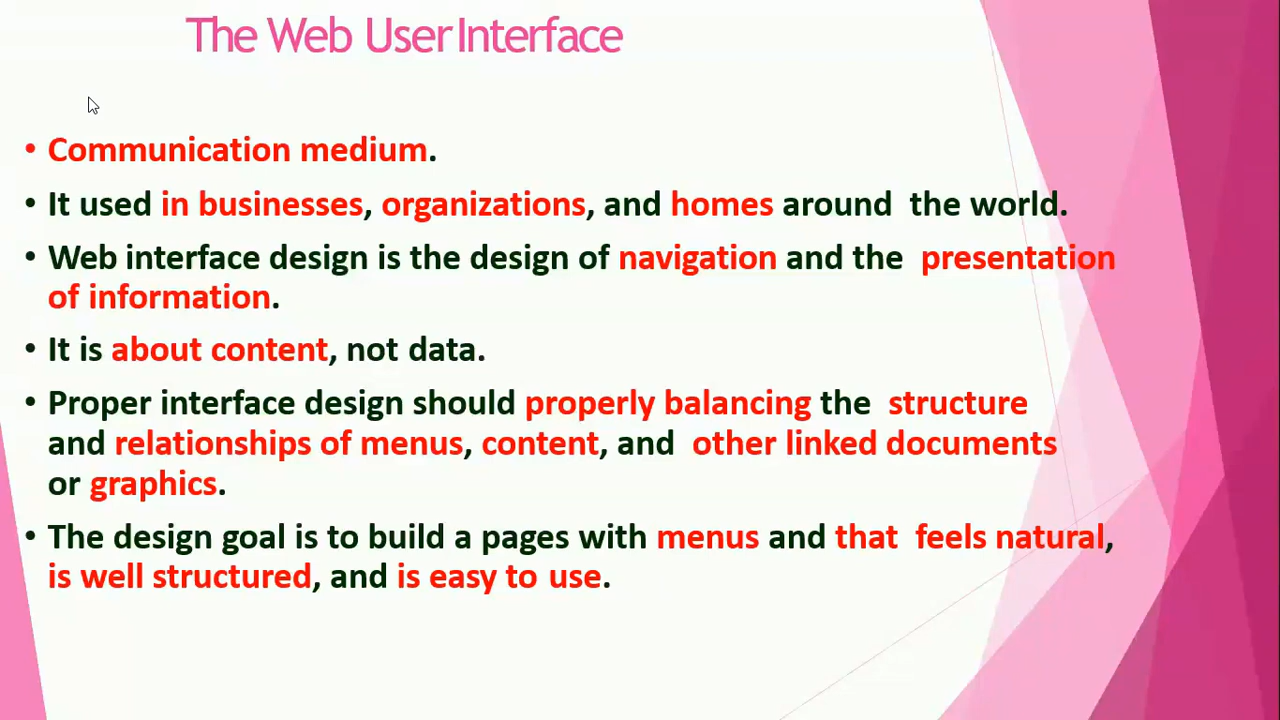 The Web User Interface
• Communication medium.
• It used in businesses, organizations, and homes around the world.
• Web interface design is the design of navigation and the presentation
of information.
• It is about content, not data.
• Proper interface design should properly balancing the structure
and relationships of menus, content, and other linked documents
or graphics.
• The design goal is to build a pages with menus and that feels natural,
is well structured, and is easy to use.